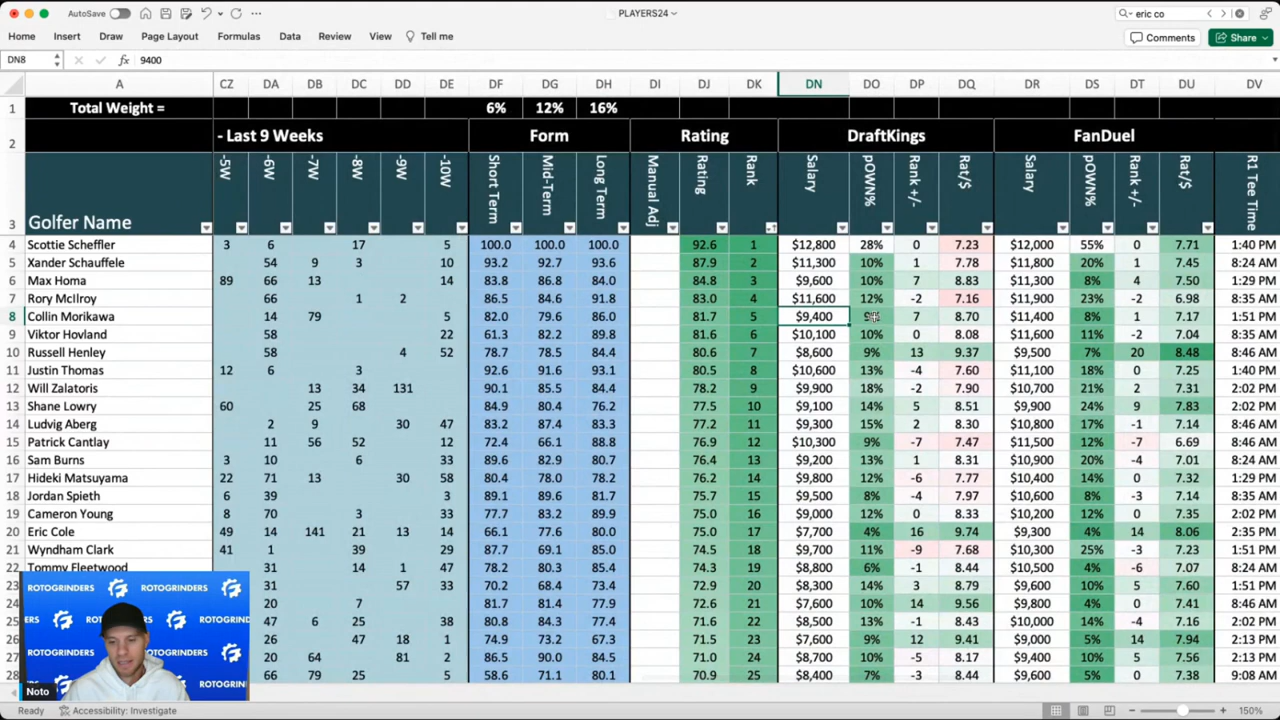 AutoSave
PLAYERS24
eric co
Home Insert Draw Page Layout Formulas Data Review View Tell me Comments Share
DN8 fx 9400
A CZ DA DB DC DD DE DF DG DH DI DJ DK DN DO DP DQ DR DS DT DU DV
1 Total Weight = 6% 12% 16%
2 - Last 9 Weeks Form Rating DraftKings FanDuel
3 Golfer Name -5W -6W -7W -8W -9W -10W Short Term Mid-Term Long Term Manual Adj Rating Rank Salary pOWN% Rank +/- Rat/$ Salary pOWN% Rank +/- Rat/$ R1 Tee Time
4 Scottie Scheffler 3 6 17 5 100.0 100.0 100.0 92.6 1 $12,800 28% 0 7.23 $12,000 55% 0 7.71 1:40 PM
5 Xander Schauffele 54 9 3 10 93.2 92.7 93.6 87.9 2 $11,300 10% 1 7.78 $11,800 20% 1 7.45 8:24 AM
6 Max Homa 89 66 13 14 83.8 86.8 84.6 84.8 3 $9,600 10% 7 8.83 $11,300 8% 4 7.50 1:29 PM
7 Rory McIlroy 66 1 2 86.5 84.0 91.8 83.0 4 $11,600 12% -2 7.16 $11,900 23% -2 6.98 8:35 AM
8 Collin Morikawa 14 79 5 82.0 79.6 86.0 81.7 5 $9,400 7 8.70 $11,400 8% 1 7.17 1:51 PM
9 Viktor Hovland 58 22 61.3 82.2 89.8 81.6 6 $10,100 10% 0 8.08 $11,600 11% -2 7.04 8:35 AM
10 Russell Henley 58 4 52 78.7 78.5 84.4 80.6 7 $8,600 9% 13 9.37 $9,500 7% 20 8.48 8:46 AM
11 Justin Thomas 12 6 3 92.6 91.6 93.1 80.5 8 $10,600 13% -4 7.60 $11,100 18% 0 7.25 8:24 AM
12 Will Zalatoris 13 34 131 90.1 85.5 84.4 78.2 9 $9,900 18% -2 7.90 $10,700 21% 2 7.31 2:02 PM
13 Shane Lowry 60 25 68 84.9 80.4 76.2 77.5 10 $9,100 14% 5 8.51 $9,900 24% 9 7.83 2:02 PM
14 Ludvig Aberg 2 9 30 47 83.2 87.4 83.3 77.2 11 $9,300 15% 2 8.30 $10,800 17% -1 7.14 8:46 AM
15 Patrick Cantlay 11 56 52 12 72.4 66.1 88.8 76.9 12 $10,300 9% -7 7.47 $11,500 12% -7 6.69 8:46 AM
16 Sam Burns 3 10 6 33 89.6 82.9 80.7 76.4 13 $9,200 13% 1 8.31 $10,900 20% -4 7.01 8:24 AM
17 Hideki Matsuyama 22 71 13 30 58 80.4 78.0 78.2 76.2 14 $9,800 12% -6 7.77 $10,400 14% 0 7.32 1:29 PM
18 Jordan Spieth 6 39 3 89.1 89.6 81.7 75.7 15 $9,500 8% -4 7.97 $10,600 14% -3 7.14 8:35 AM
19 Cameron Young 8 70 3 33 77.7 83.2 89.9 75.0 16 $9,000 12% 0 8.33 $10,200 12% 0 7.35 2:02 PM
20 Eric Cole 49 14 141 21 13 14 66.1 77.6 80.0 75.0 17 $7,700 4% 16 9.74 $9,300 4% 14 8.06 2:35 PM
21 Wyndham Clark 41 1 39 29 87.7 69.1 85.0 74.5 18 $9,700 11% -9 7.68 $10,300 25% -3 7.23 1:51 PM
22 Tommy Fleetwood 31 14 1 47 78.2 80.3 85.4 74.3 19 $8,800 6% -1 8.44 $10,500 4% -6 7.07 1:29 PM
31 57 33 70.2 68.4 73.4 72.9 20 $8,300 14% 3 8.79 $9,600 10% 5 7.60 1:51 PM
20 7 81.7 81.4 77.9 72.6 21 $7,600 10% 14 9.56 $9,800 4% 0 7.41 8:46 AM
47 6 25 38 80.8 84.3 77.4 71.6 22 $8,500 13% -1 8.43 $10,000 14% -4 7.16 2:02 PM
26 47 18 1 74.9 73.2 67.3 71.5 23 $7,600 9% 12 9.41 $9,000 5% 14 7.94 2:13 PM
27 20 64 81 2 86.5 90.0 84.5 71.0 24 $8,700 10% -5 8.17 $9,400 10% 5 7.56 2:13 PM
28 66 79 25 8 58.6 71.1 80.1 70.9 25 $8,400 7% -3 8.44 $9,600 5% 0 7.38 9:08 AM
ROTOGRINDERS
ROTOGRINDERS
ROTOGRINDERS
Noto
Ready Accessibility: Investigate 150%